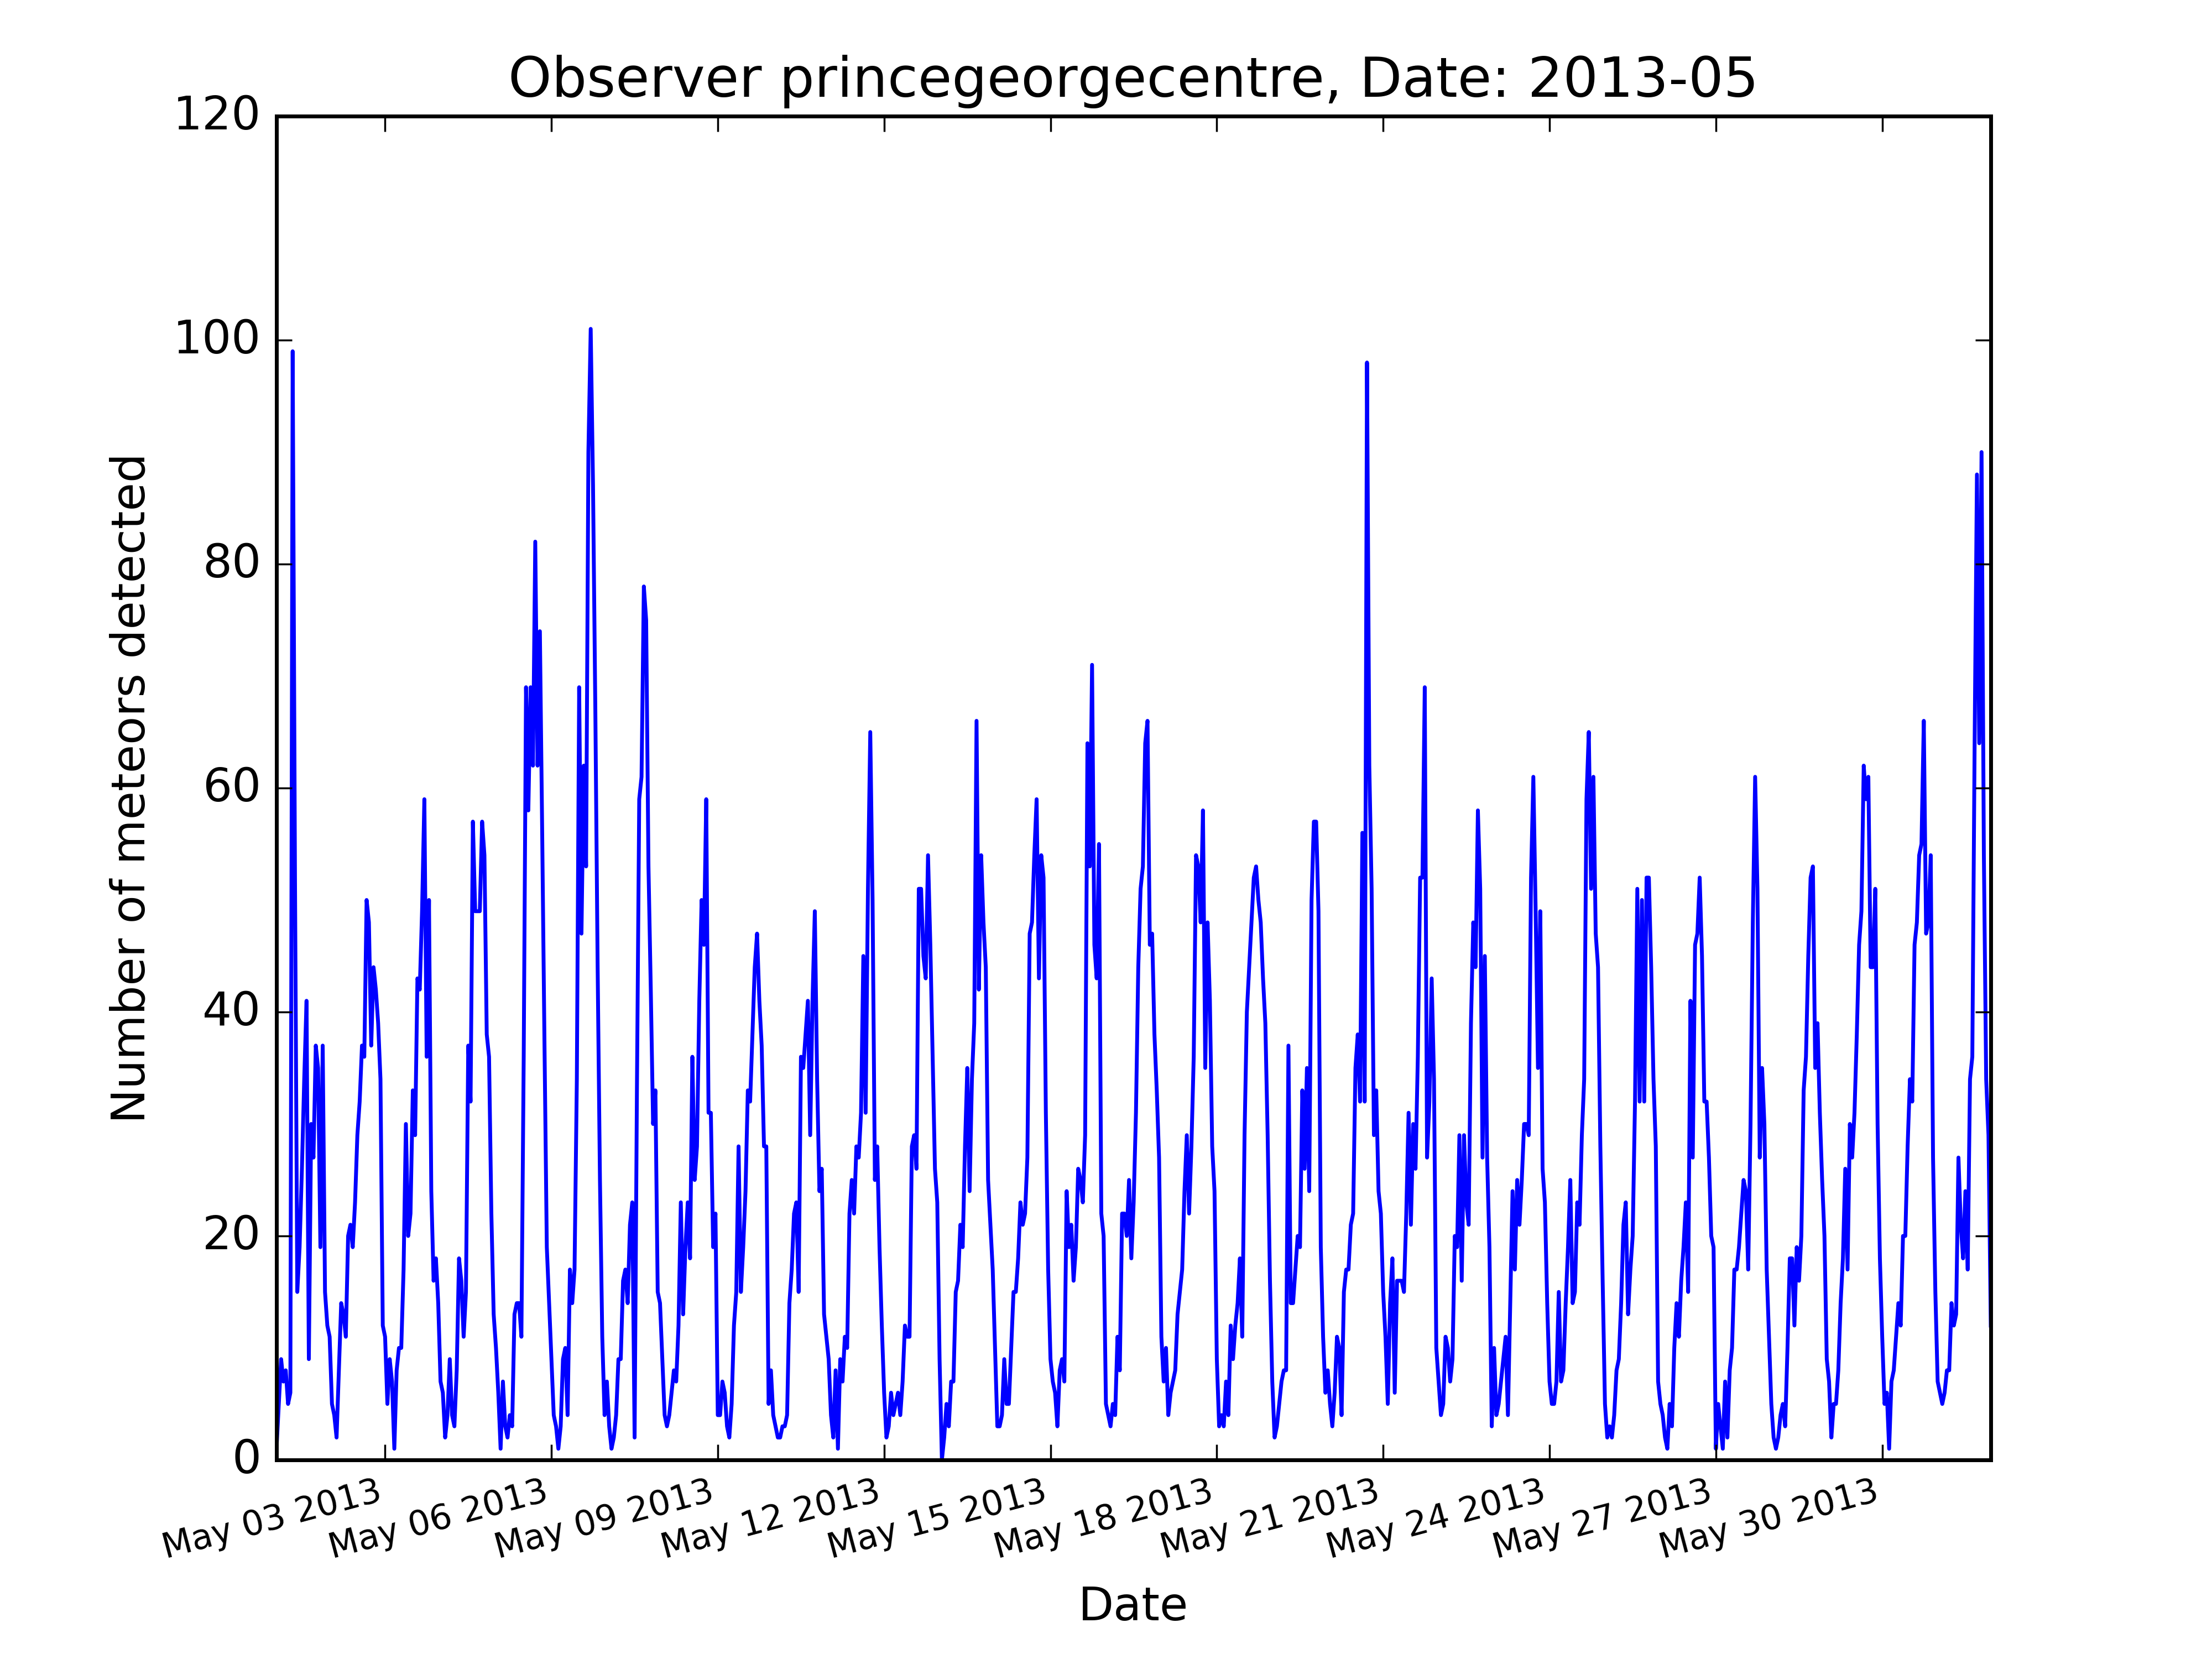 Observer princegeorgecentre, Date: 2013-05
120
100
80
60
40
20
0
Number of meteors detected
May 03 2013
May 06 2013
May 09 2013
May 12 2013
May 15 2013
May 18 2013
May 21 2013
May 24 2013
May 27 2013
May 30 2013
Date